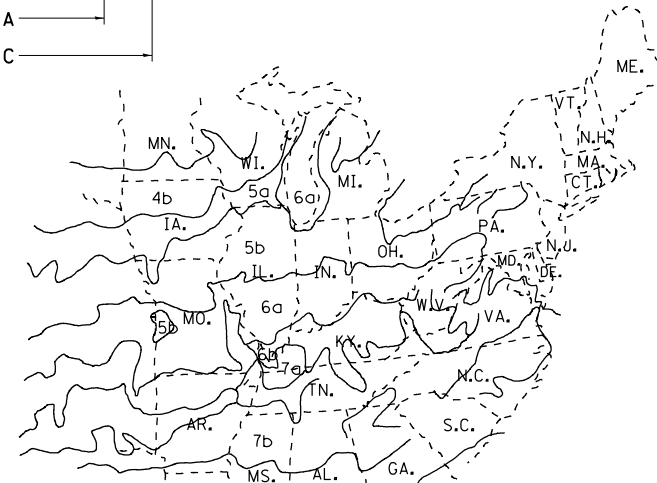 A
C
ME.
VT.
MN.
N.H.
WI.
N.Y.
MA.
MI.
CT.
4b
5a
6a
IA.
PA.
5b
OH.
N.J.
IL.
IN.
MD.
DE.
6a
W.V.
MO.
VA.
5b
KY.
6b
7a
N.C.
TN.
AR.
S.C.
7b
MS.
AL.
GA.